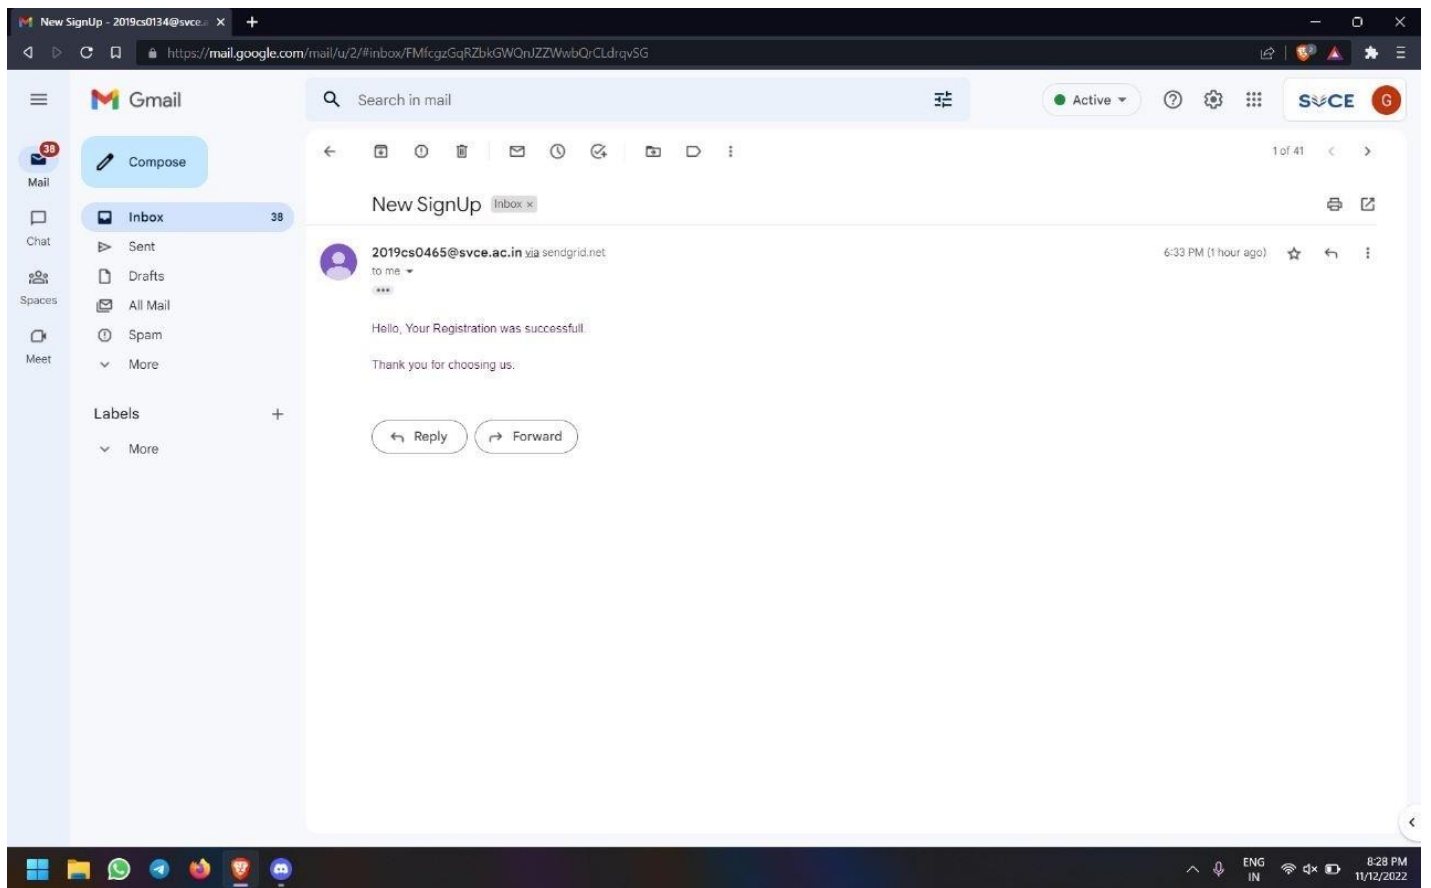 New SignUp - 2019cs0134@svce.a
https://mail.google.com/mail/u/2/#inbox/FMfcgzGqRZbkGWQnJZZWwbQrCLdrqvSG
Gmail
Search in mail
Active
SVCE
G
38
Mail
Compose
1 of 41
New SignUp Inbox ×
Inbox 38
Chat
Sent
2019cs0465@svce.ac.in via sendgrid.net
6:33 PM (1 hour ago)
to me
Drafts
Spaces
All Mail
Hello, Your Registration was successfull.
Spam
Meet
More
Thank you for choosing us.
Labels
Reply
Forward
More
ENG
IN
8:28 PM
11/12/2022